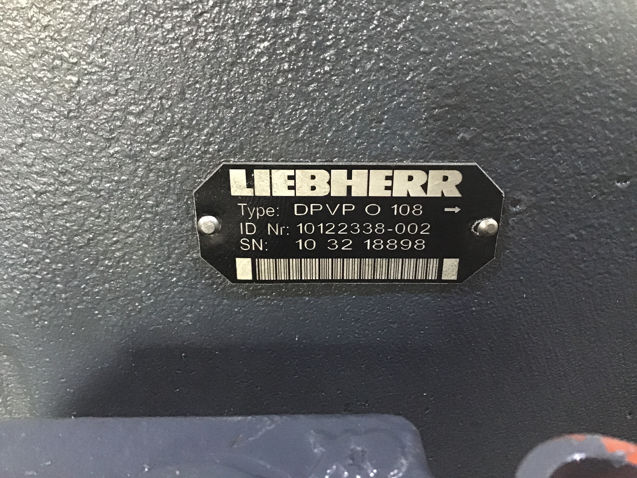 LIEBHERR
Type: DPVP O 108 →
ID Nr: 10122338-002
SN: 10 32 18898